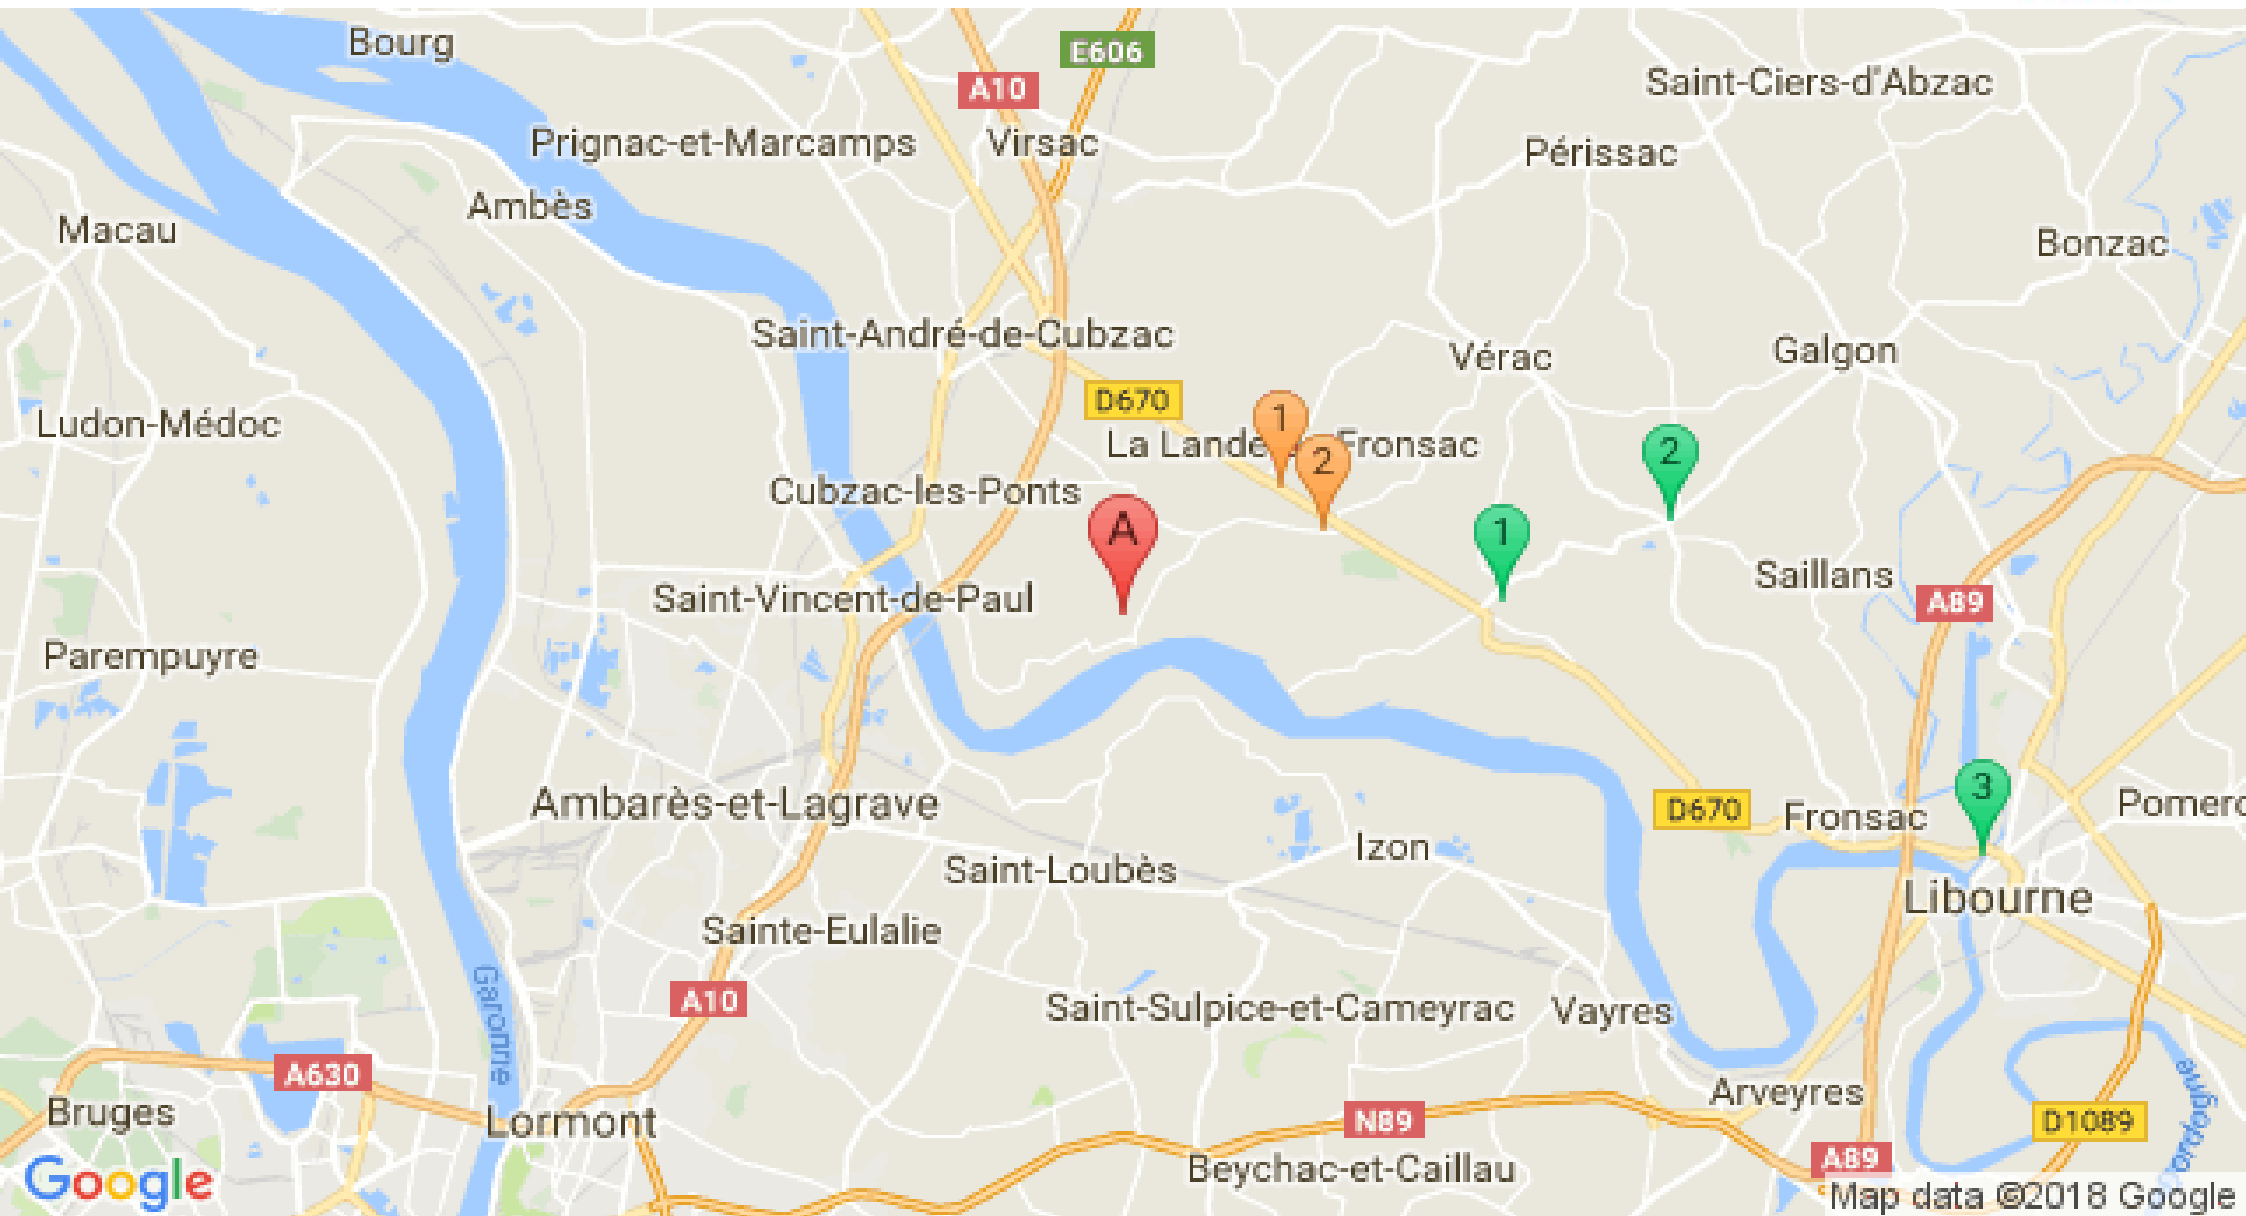 Bourg
E606
Saint-Ciers-d'Abzac
A10
Prignac-et-Marcamps
Virsac
Périssac
Ambès
Macau
Bonzac
Saint-André-de-Cubzac
Vérac
Galgon
D670
1
Ludon-Médoc
La Lande
Fronsac
2
2
Cubzac-les-Ponts
A
1
Saillans
Saint-Vincent-de-Paul
A89
Parempuyre
3
Ambarès-et-Lagrave
D670
Fronsac
Pomero
Izon
Saint-Loubès
Libourne
Sainte-Eulalie
A10
Saint-Sulpice-et-Cameyrac
Vayres
Garonne
A630
Arveyres
Dordogne
Bruges
Lormont
N89
D1089
A89
Beychac-et-Caillau
Google
Map data ©2018 Google